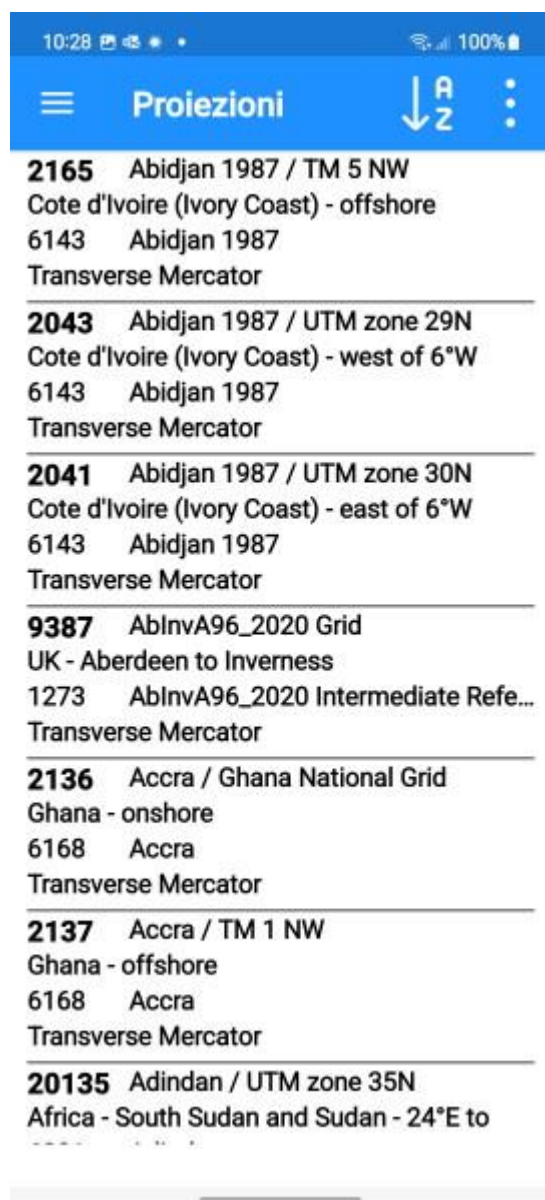 10:28 100%
Proiezioni A Z
2165 Abidjan 1987 / TM 5 NW
Cote d'Ivoire (Ivory Coast) - offshore
6143 Abidjan 1987
Transverse Mercator
2043 Abidjan 1987 / UTM zone 29N
Cote d'Ivoire (Ivory Coast) - west of 6°W
6143 Abidjan 1987
Transverse Mercator
2041 Abidjan 1987 / UTM zone 30N
Cote d'Ivoire (Ivory Coast) - east of 6°W
6143 Abidjan 1987
Transverse Mercator
9387 AbInvA96_2020 Grid
UK - Aberdeen to Inverness
1273 AbInvA96_2020 Intermediate Refe...
Transverse Mercator
2136 Accra / Ghana National Grid
Ghana - onshore
6168 Accra
Transverse Mercator
2137 Accra / TM 1 NW
Ghana - offshore
6168 Accra
Transverse Mercator
20135 Adindan / UTM zone 35N
Africa - South Sudan and Sudan - 24°E to